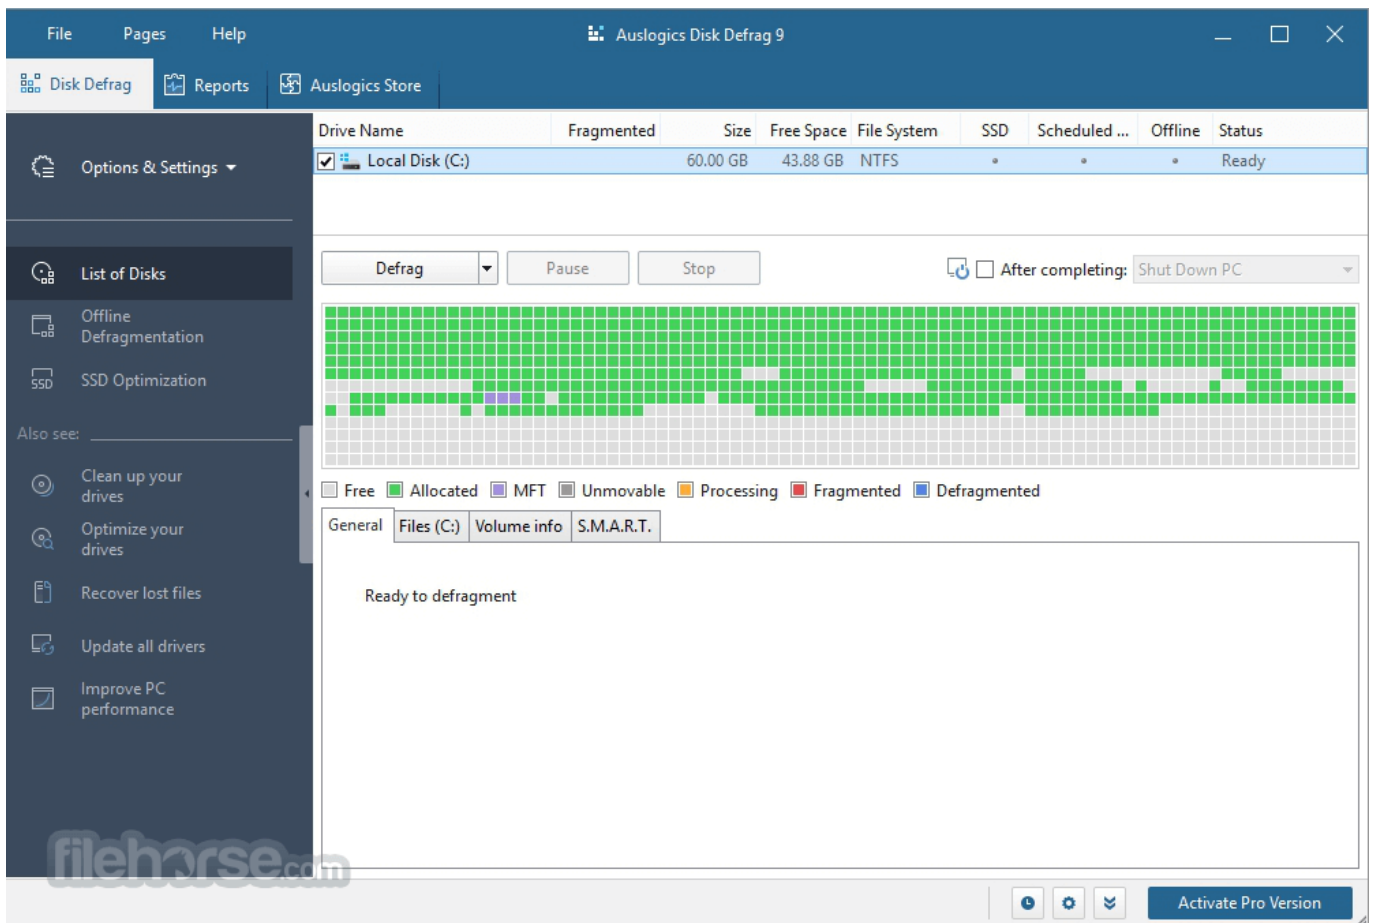 File Pages Help Auslogics Disk Defrag 9
Disk Defrag Reports Auslogics Store
Drive Name Fragmented Size Free Space File System SSD Scheduled ... Offline Status
Local Disk (C:) 60.00 GB 43.88 GB NTFS Ready
Options & Settings
Defrag Pause Stop After completing: Shut Down PC
List of Disks
Offline
Defragmentation
SSD SSD Optimization
Also see:
Clean up your
drives
Optimize your
drives
Recover lost files
Update all drivers
Improve PC
performance
Free Allocated MFT Unmovable Processing Fragmented Defragmented
General Files (C:) Volume info S.M.A.R.T.
Ready to defragment
filehorse.com
Activate Pro Version